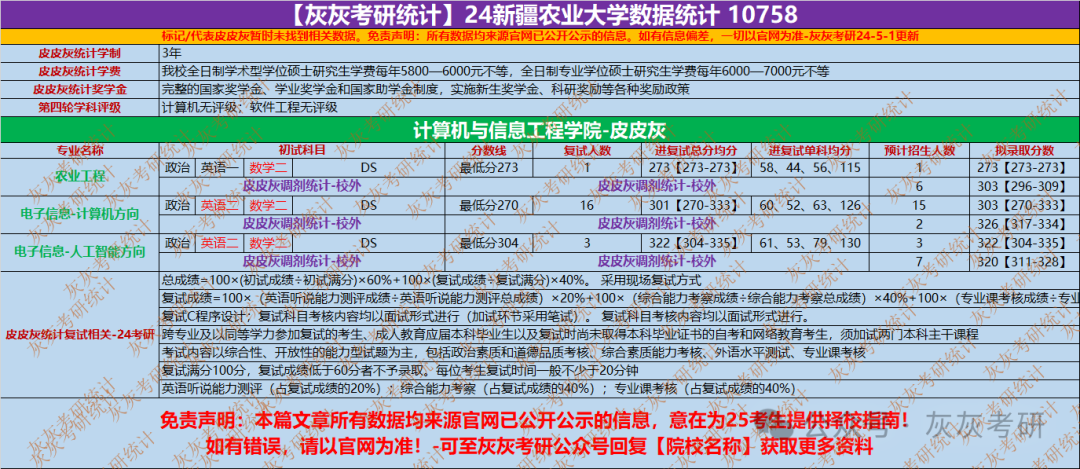 【灰灰考研统计】24新疆农业大学数据统计 10758
标记/代表皮皮灰暂时未找到相关数据。免责声明：所有数据均来源官网已公开公示的信息。如有信息偏差，一切以官网为准-灰灰考研24-5-1更新
皮皮灰统计学制 3年
皮皮灰统计学费 我校全日制学术型学位硕士研究生学费每年5800—6000元不等，全日制专业学位硕士研究生学费每年6000—7000元不等
皮皮灰统计奖学金 完整的国家奖学金、学业奖学金和国家助学金制度，实施新生奖学金、科研奖励等各种奖励政策
第四轮学科评级 计算机无评级；软件工程无评级
计算机与信息工程学院-皮皮灰
专业名称 初试科目 分数线 复试人数 进复试总分均分 进复试单科均分 预计招生人数 拟录取分数
农业工程 政治 英语一 数学二 DS 最低分273 1 273【273-273】 58、44、56、115 1 273【273-273】
皮皮灰调剂统计-校外 皮皮灰调剂统计-校外 6 303【296-309】
电子信息-计算机方向 政治 英语二 数学二 DS 最低分270 16 301【270-333】 60、52、63、126 15 303【270-333】
皮皮灰调剂统计-校外 皮皮灰调剂统计-校外 2 326【317-334】
电子信息-人工智能方向 政治 英语二 数学二 DS 最低分304 3 322【304-335】 61、53、79、130 3 322【304-335】
皮皮灰调剂统计-校外 皮皮灰调剂统计-校外 7 320【311-328】
皮皮灰统计复试相关-24考研
总成绩=100×(初试成绩÷初试满分)×60%+100×(复试成绩÷复试满分)×40%。 采用现场复试方式
复试成绩=100×（英语听说能力测评成绩÷英语听说能力测评总成绩）×20%+100×（综合能力考察成绩÷综合能力考察总成绩）×40%+100×（专业课考核成绩÷专业
复试C程序设计；复试科目考核内容均以面试形式进行（加试环节采用笔试）。 复试科目考核内容均以面试形式进行。
跨专业及以同等学力参加复试的考生、成人教育应届本科毕业生以及复试时尚未取得本科毕业证书的自考和网络教育考生，须加试两门本科主干课程
考试内容以综合性、开放性的能力型试题为主，包括政治素质和道德品质考核、综合素质能力考核、外语水平测试、专业课考核
复试满分100分，复试成绩低于60分者不予录取。每位考生复试时间一般不少于20分钟
英语听说能力测评（占复试成绩的20%）；综合能力考察（占复试成绩的40%）；专业课考核（占复试成绩的40%）
免责声明：本篇文章所有数据均来源官网已公开公示的信息，意在为25考生提供择校指南！
如有错误，请以官网为准！-可至灰灰考研公众号回复【院校名称】获取更多资料
公众号 灰灰考研